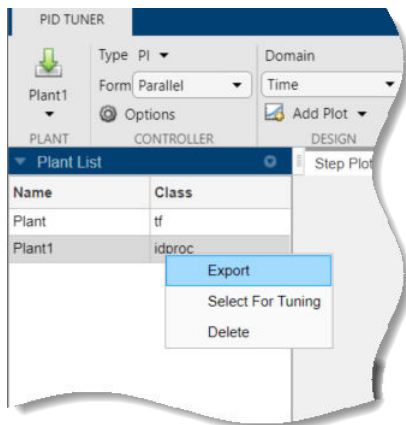 PID TUNER
Type PI
Domain
Plant1
Form Parallel
Time
Options
Add Plot
PLANT
CONTROLLER
DESIGN
Plant List
Step Plot
Name Class
Plant tf
Plant1 idproc
Export
Select For Tuning
Delete